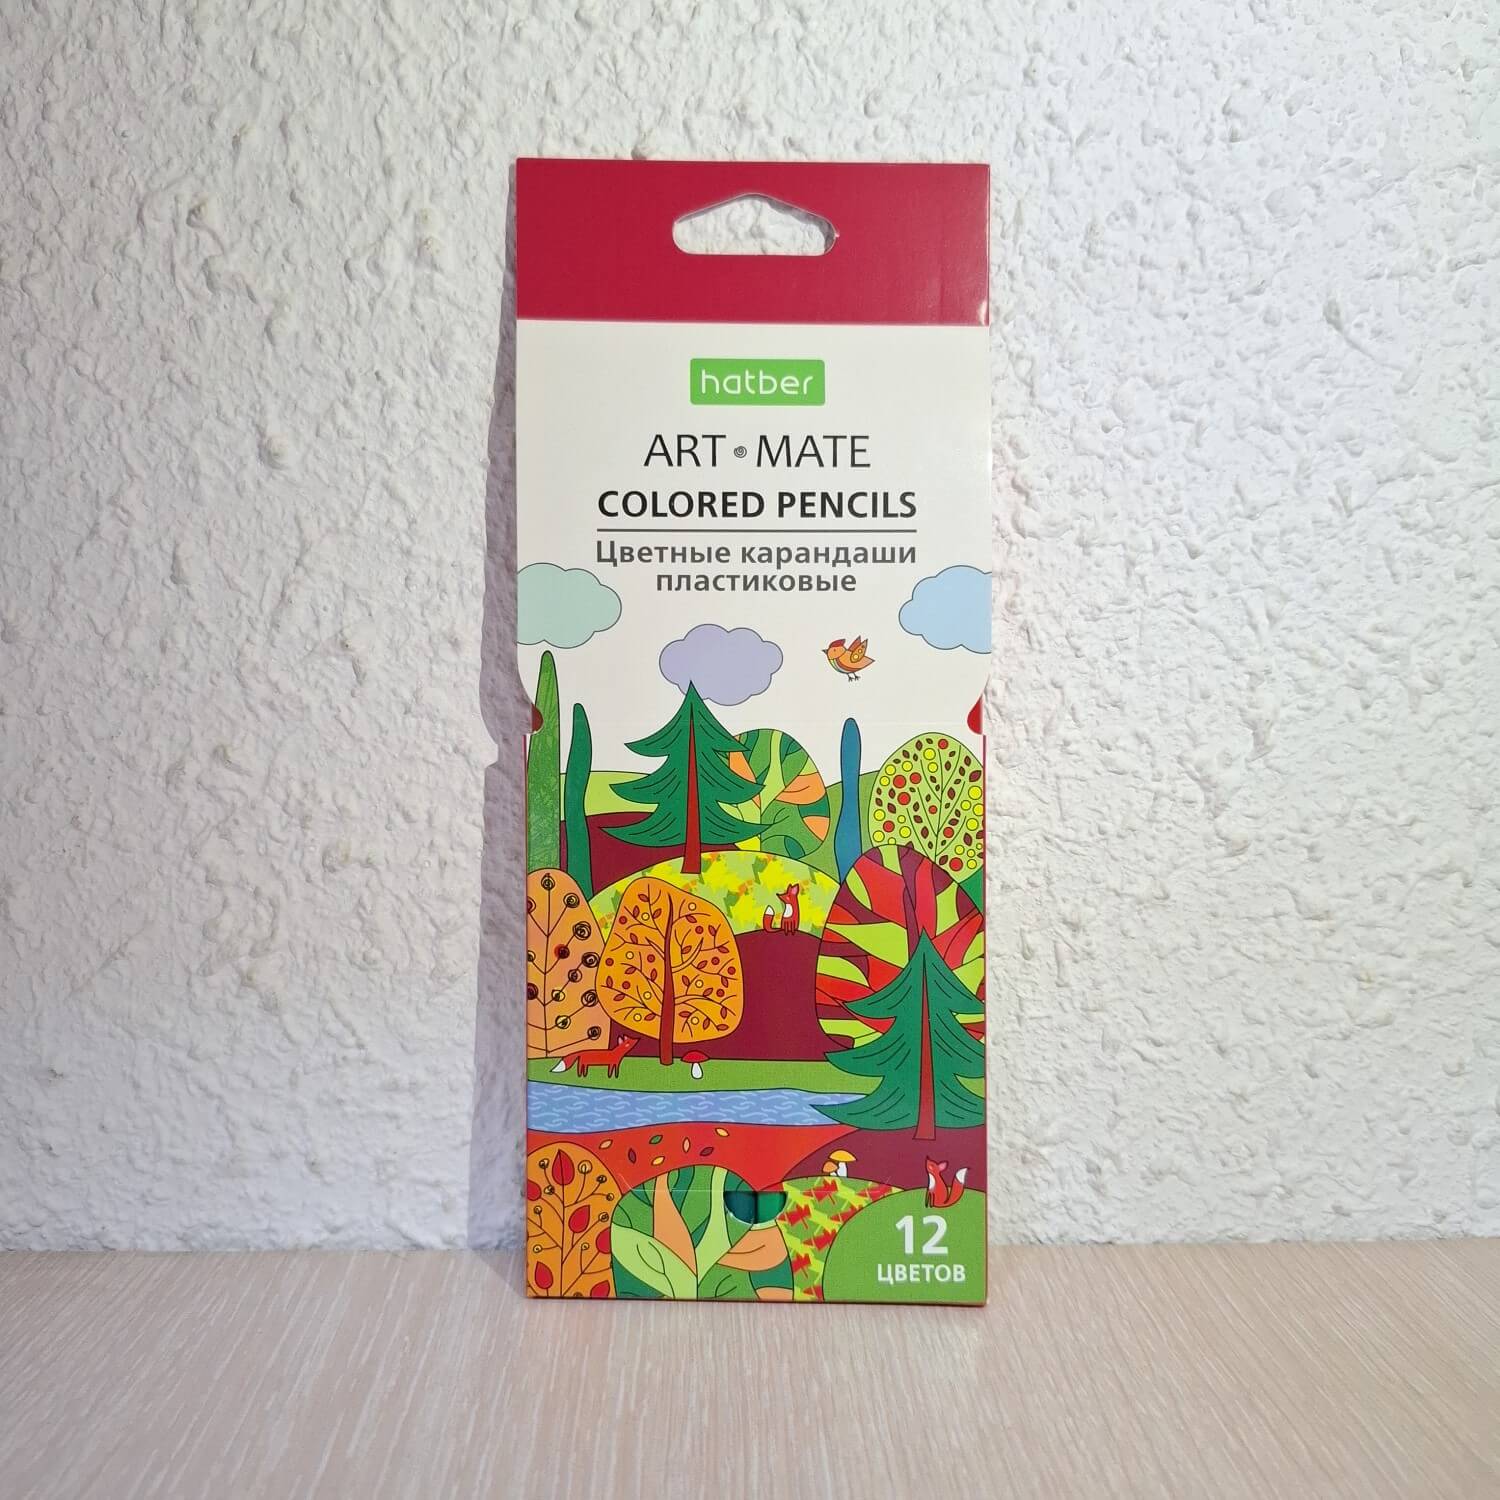 hatber
ART MATE
COLORED PENCILS
Цветные карандаши
пластиковые
12
ЦВЕТОВ